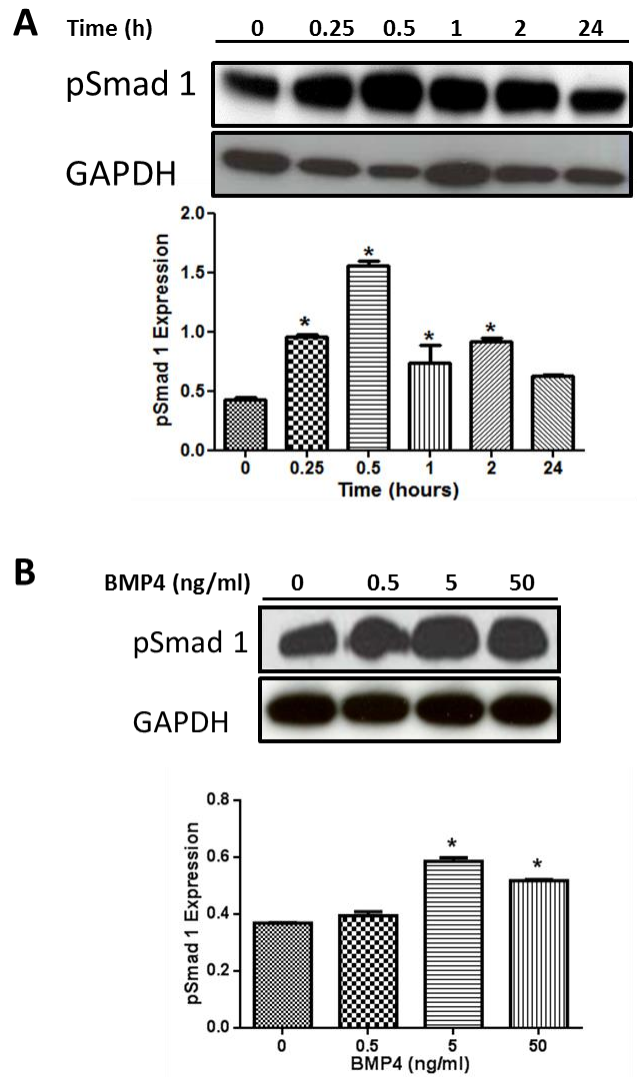 A
Time (h) 0 0.25 0.5 1 2 24
pSmad 1
GAPDH
pSmad 1 Expression
2.0
1.5
1.0
0.5
0.0
* * * *
0 0.25 0.5 1 2 24
Time (hours)
B
BMP4 (ng/ml) 0 0.5 5 50
pSmad 1
GAPDH
pSmad 1 Expression
0.8
0.6
0.4
0.2
0.0
* *
0 0.5 5 50
BMP4 (ng/ml)